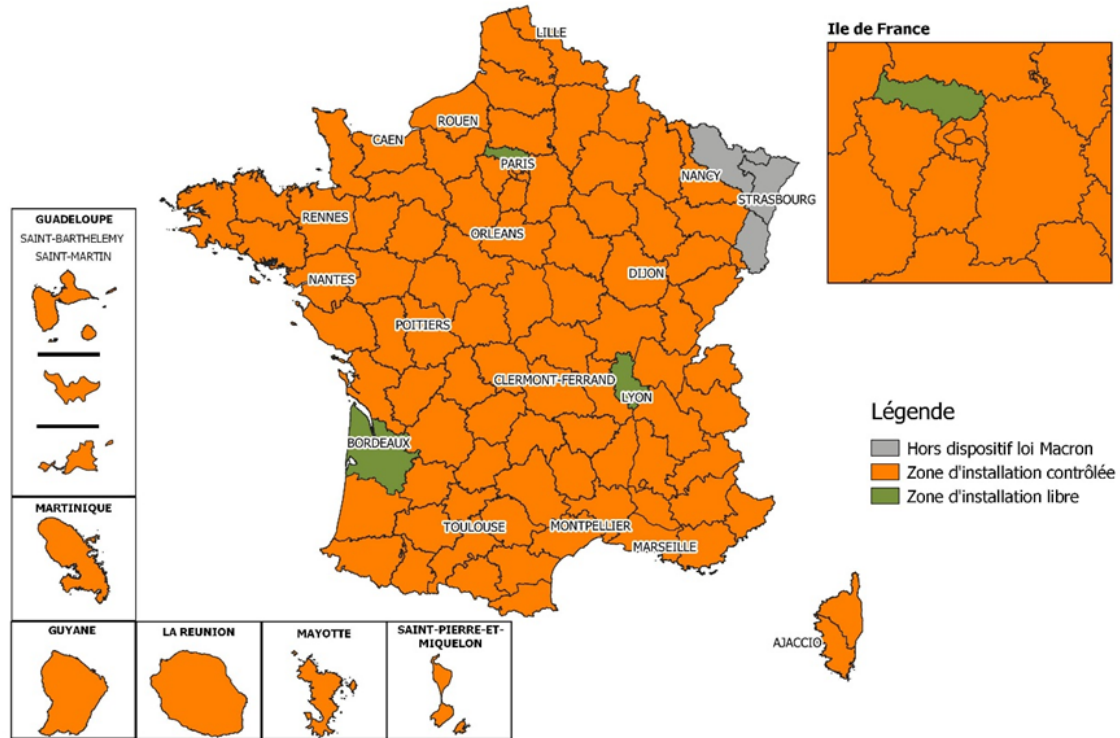 Ile de France
LILLE
ROUEN
CAEN
PARIS
NANCY
STRASBOURG
RENNES
ORLEANS
NANTES
DIJON
POITIERS
CLERMONT-FERRAND
LYON
BORDEAUX
TOULOUSE
MONTPELLIER
MARSEILLE
AJACCIO
GUADELOUPE
SAINT-BARTHELEMY
SAINT-MARTIN
MARTINIQUE
GUYANE
LA REUNION
MAYOTTE
SAINT-PIERRE-ET-
MIQUELON
Légende
Hors dispositif loi Macron
Zone d'installation contrôlée
Zone d'installation libre